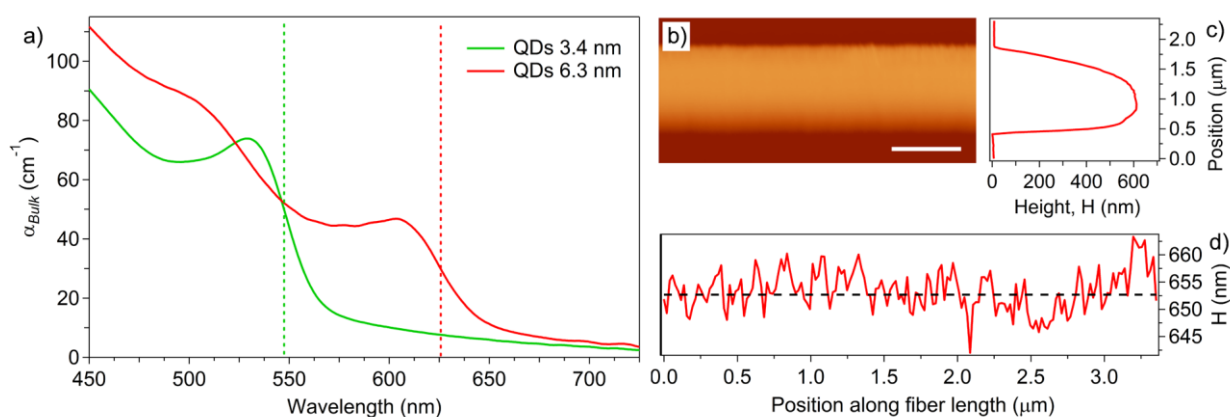 a)
QDs 3.4 nm
QDs 6.3 nm
α_Bulk (cm⁻¹)
100
80
60
40
20
0
450 500 550 600 650 700
Wavelength (nm)
b)
c)
2.0
1.5
1.0
0.5
0.0
Position (μm)
0 200 400 600
Height, H (nm)
d)
660
655
650
645
H (nm)
0.0 0.5 1.0 1.5 2.0 2.5 3.0
Position along fiber length (μm)